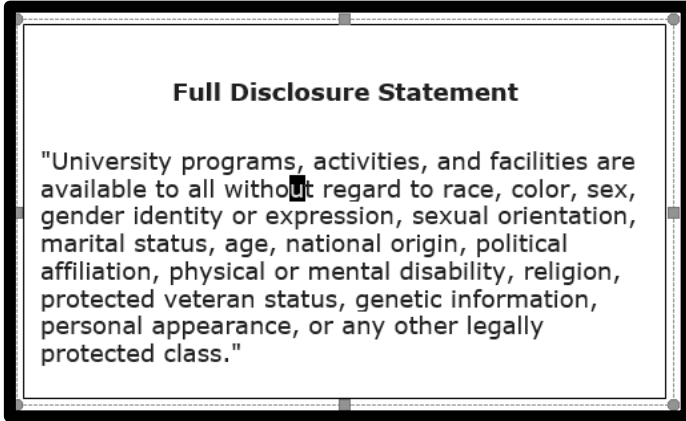 Full Disclosure Statement
"University programs, activities, and facilities are
available to all without regard to race, color, sex,
gender identity or expression, sexual orientation,
marital status, age, national origin, political
affiliation, physical or mental disability, religion,
protected veteran status, genetic information,
personal appearance, or any other legally
protected class."